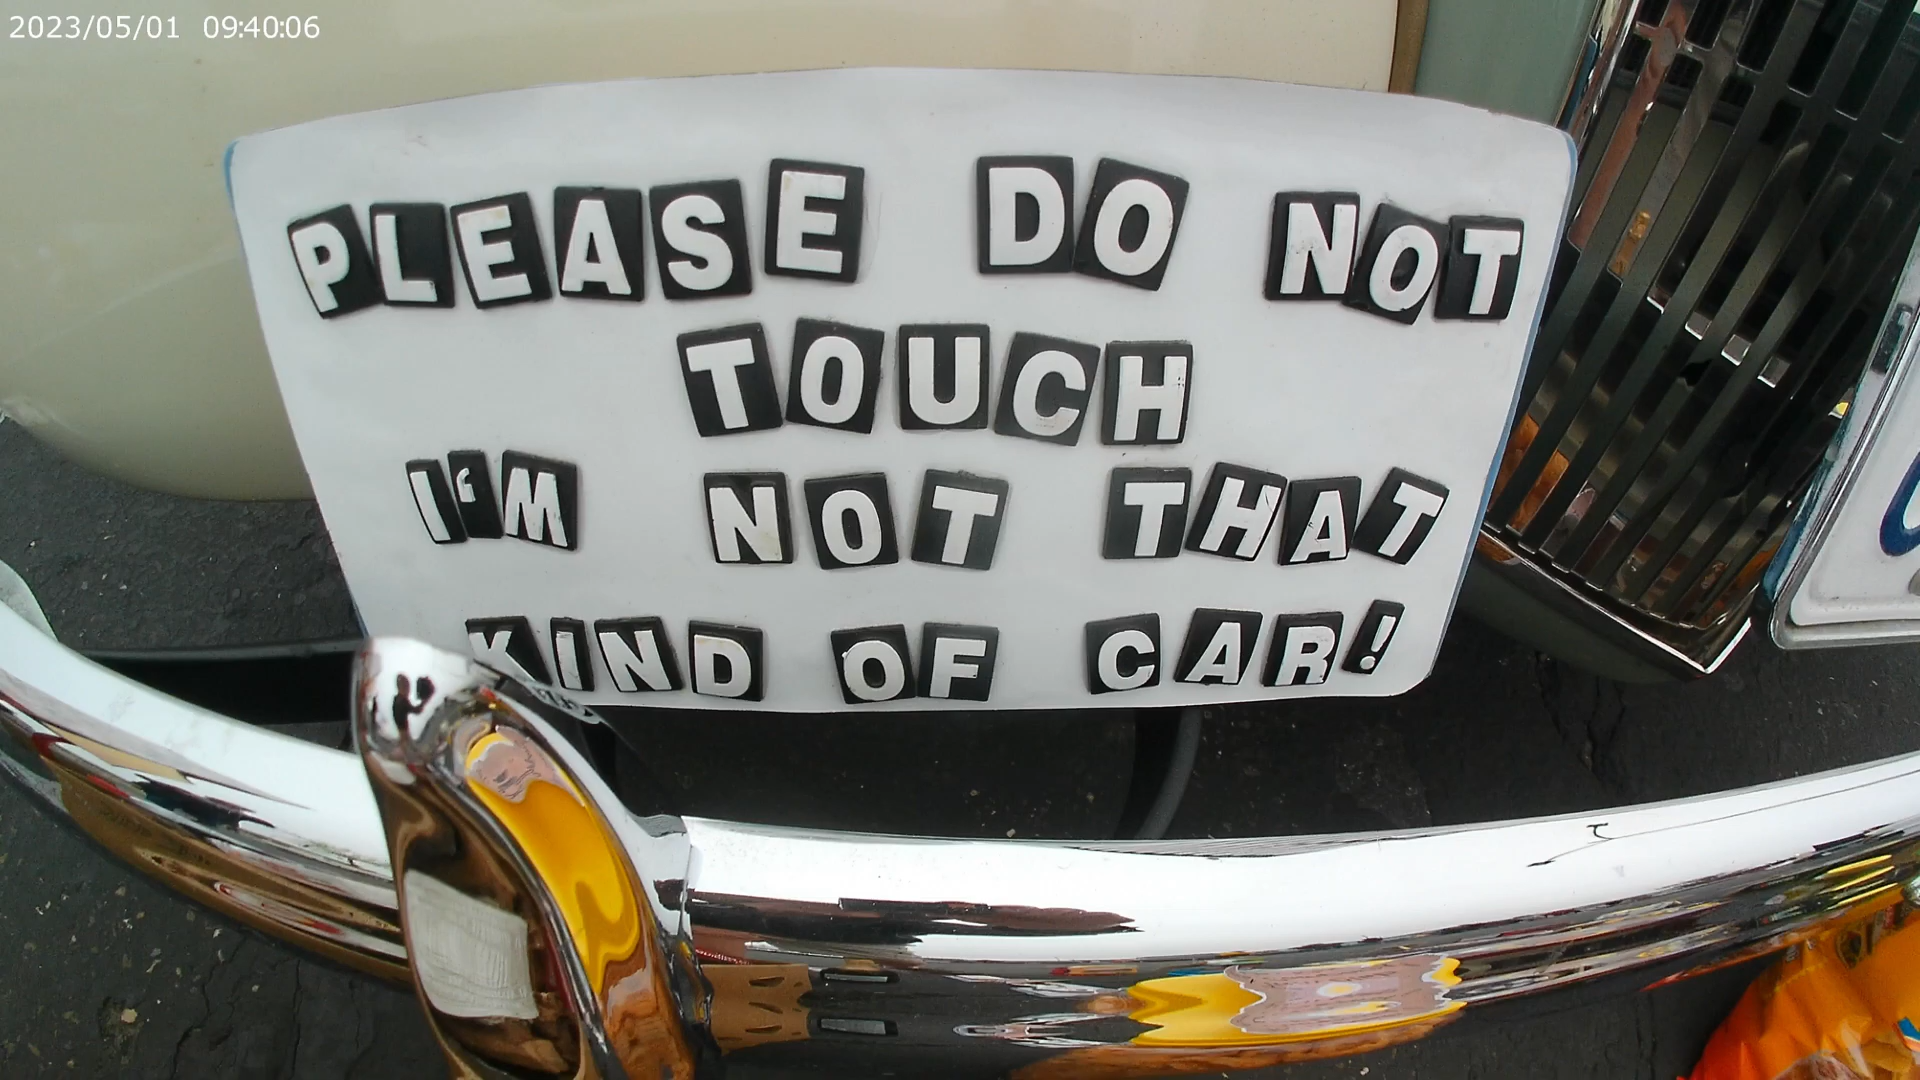 2023/05/01 09:40:06
PLEASE DO NOT
TOUCH
I'M NOT THAT
KIND OF CAR!